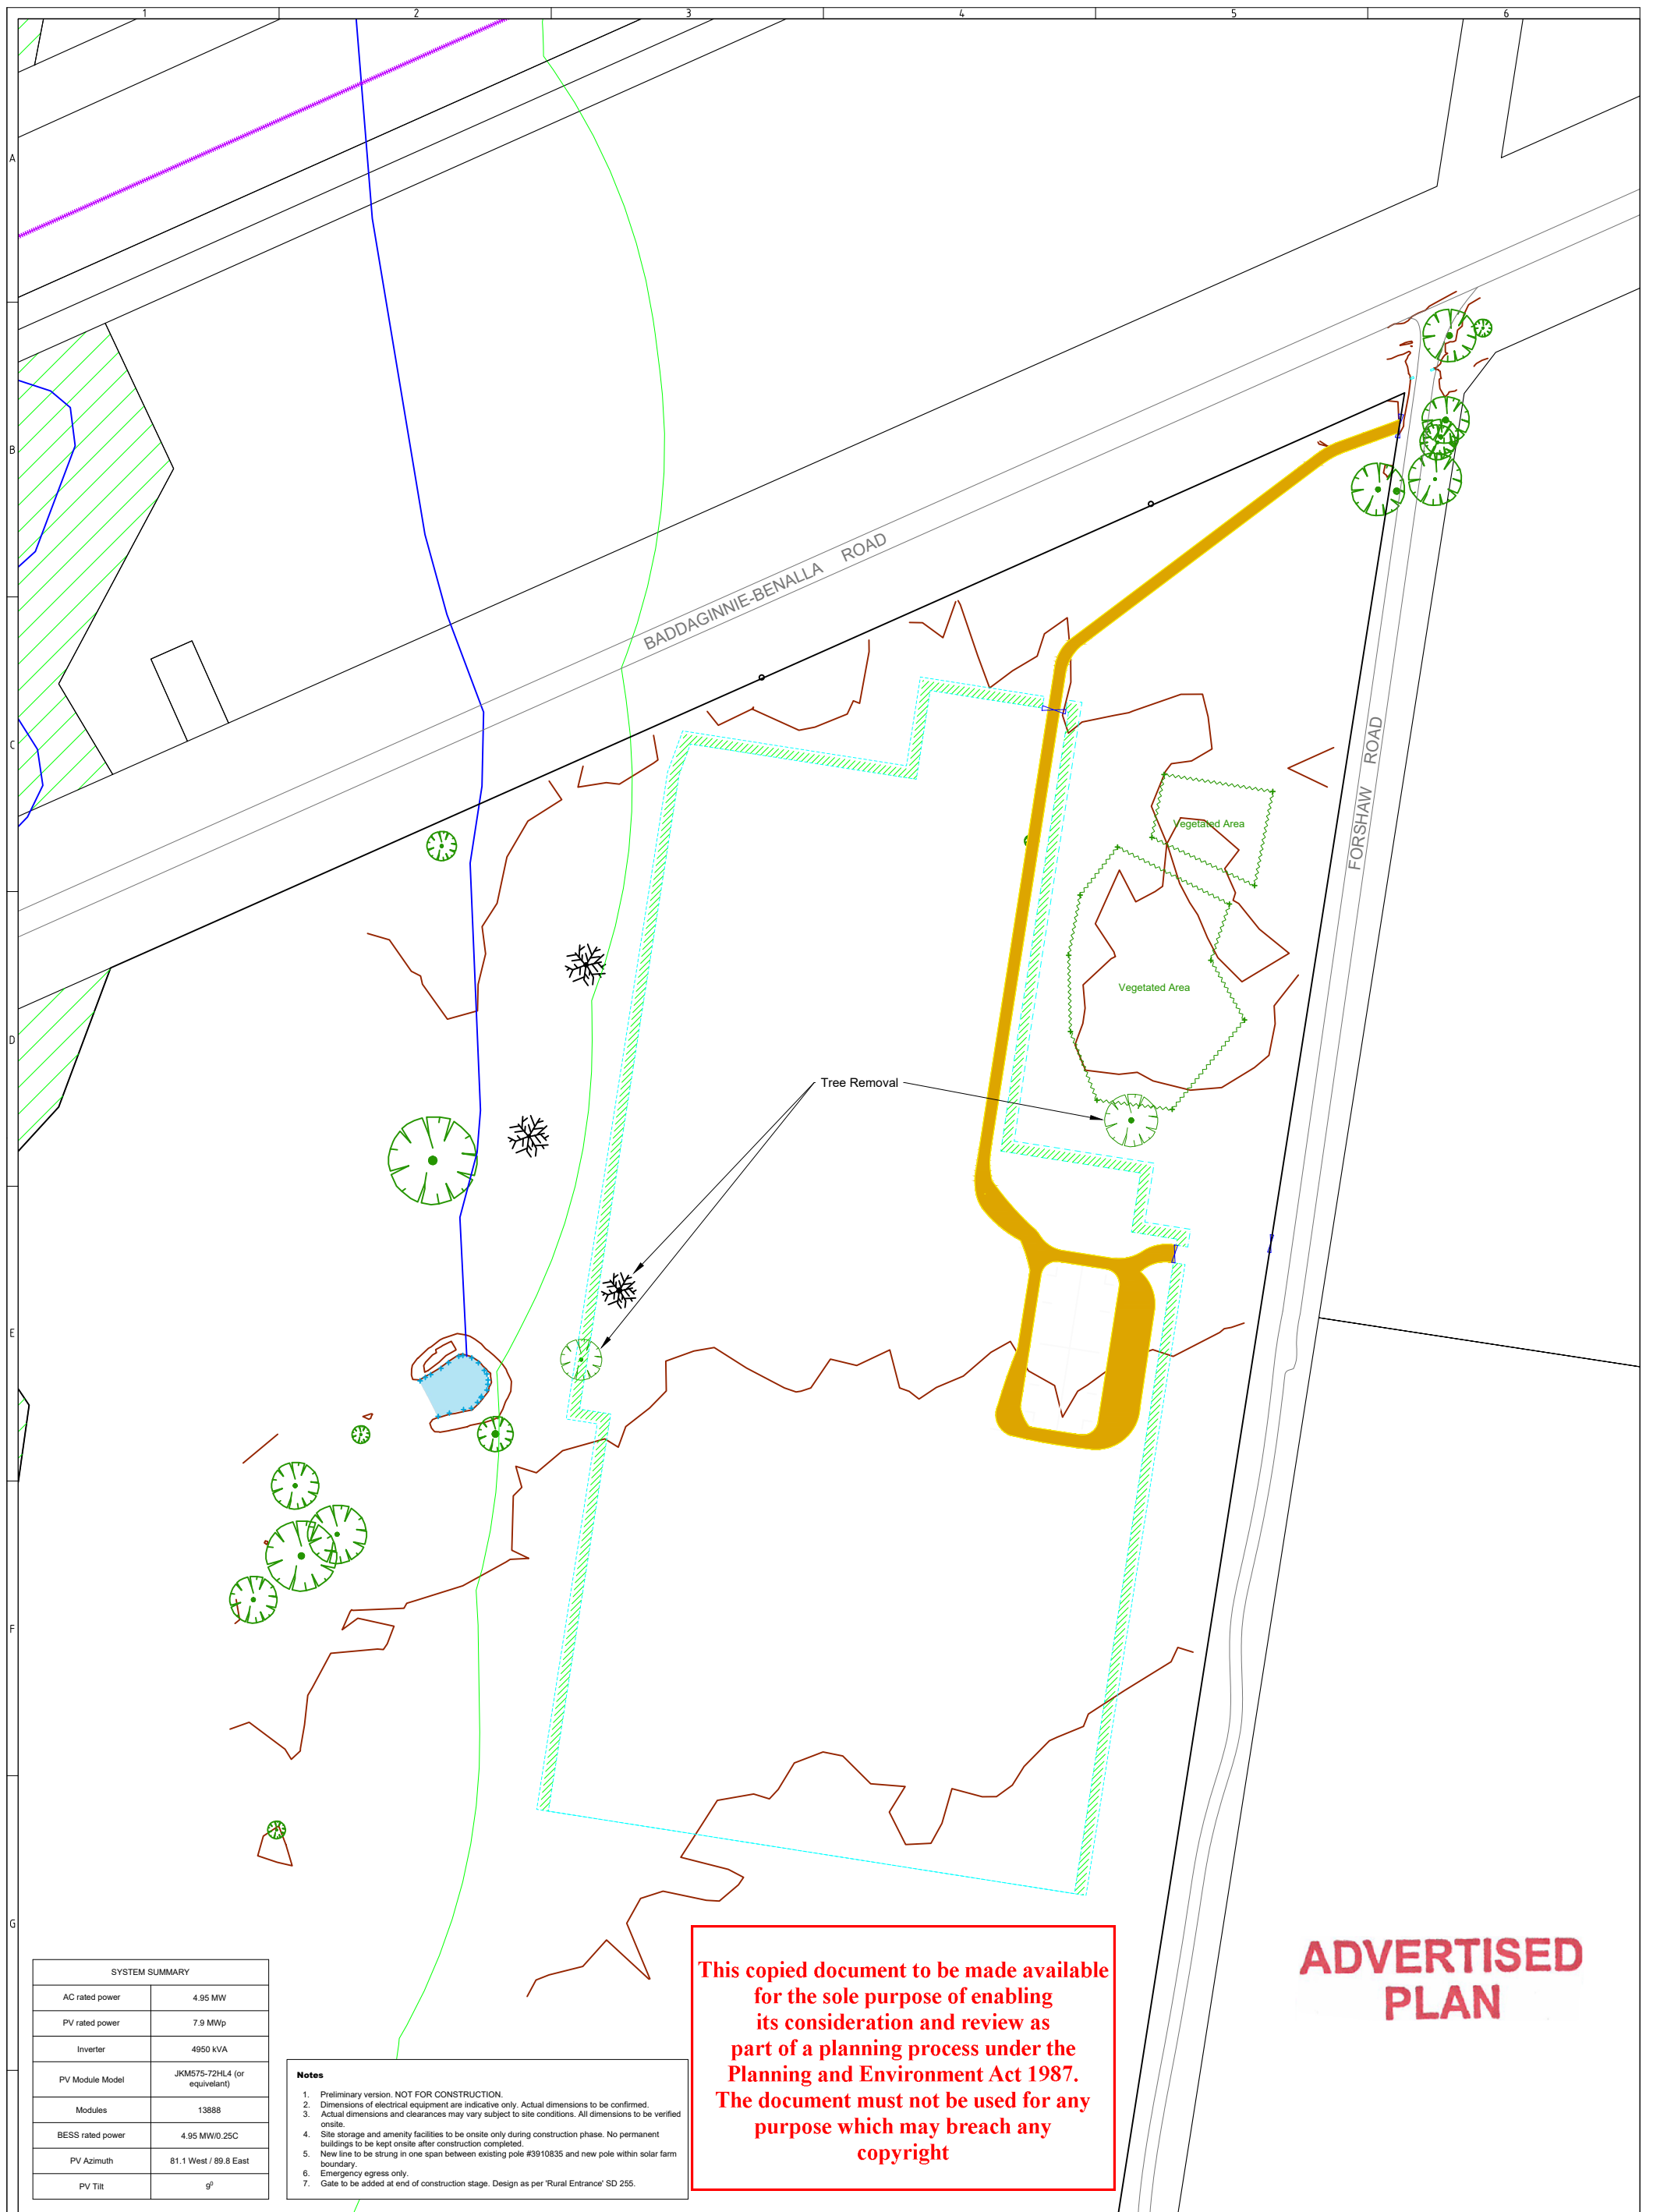 1 2 3 4 5 6
A
B
C
D
E
F
G
BADDAGINNIE-BENALLA ROAD
FORSHAW ROAD
Vegetated Area
Vegetated Area
Tree Removal
SYSTEM SUMMARY
AC rated power 4.95 MW
PV rated power 7.9 MWp
Inverter 4950 kVA
PV Module Model JKM575-72HL4 (or
equivelant)
Modules 13888
BESS rated power 4.95 MW/0.25C
PV Azimuth 81.1 West / 89.8 East
PV Tilt 9⁰
Notes
1. Preliminary version. NOT FOR CONSTRUCTION.
2. Dimensions of electrical equipment are indicative only. Actual dimensions to be confirmed.
3. Actual dimensions and clearances may vary subject to site conditions. All dimensions to be verified
onsite.
4. Site storage and amenity facilities to be onsite only during construction phase. No permanent
buildings to be kept onsite after construction completed.
5. New line to be strung in one span between existing pole #3910835 and new pole within solar farm
boundary.
6. Emergency egress only.
7. Gate to be added at end of construction stage. Design as per 'Rural Entrance' SD 255.
This copied document to be made available
for the sole purpose of enabling
its consideration and review as
part of a planning process under the
Planning and Environment Act 1987.
The document must not be used for any
purpose which may breach any
copyright
ADVERTISED
PLAN